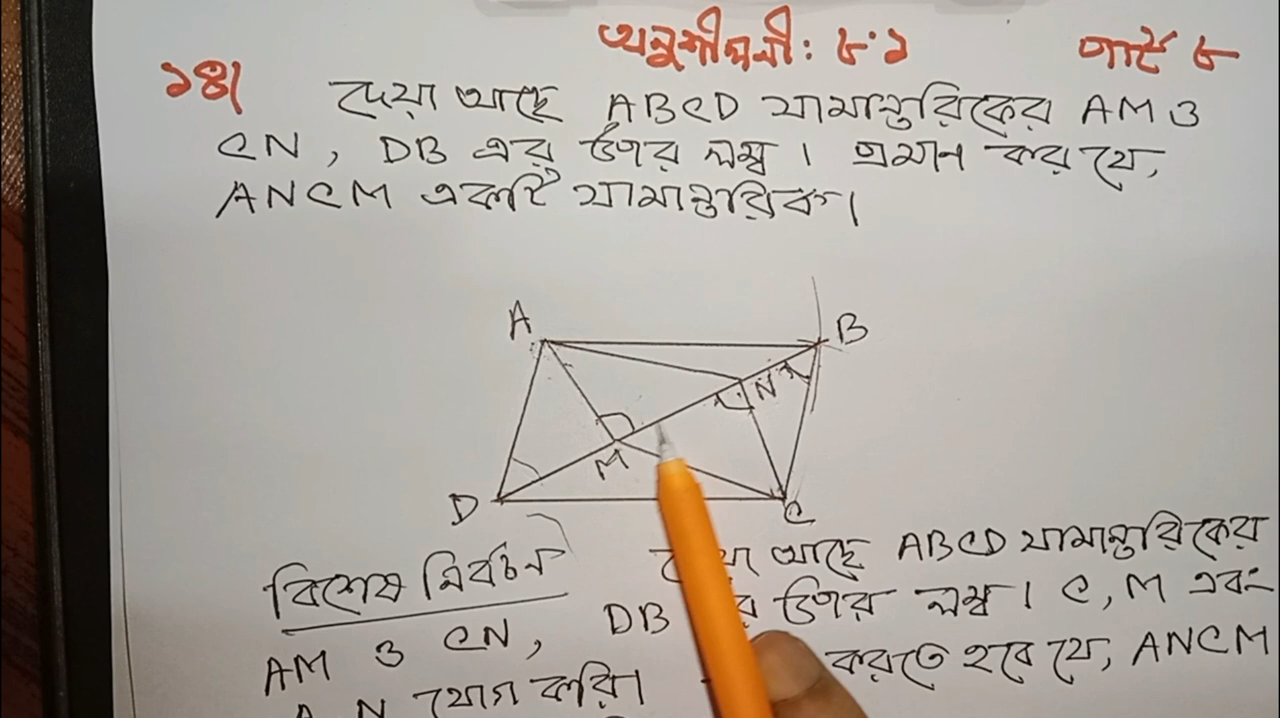 অনুশীলনী: ৮.১ পার্ট ৮
১৪। দেয়া আছে ABCD সামান্তরিকের AM ও
CN, DB এর উপর লম্ব। প্রমান কর যে,
ANCM একটি সামান্তরিক।
A
B
N
M
D
C
বিশেষ নির্বচন আছে ABCD সামান্তরিকের
AM ও CN, DB উপর লম্ব। C, M এবং
A, N যোগ করি। করতে হবে যে, ANCM